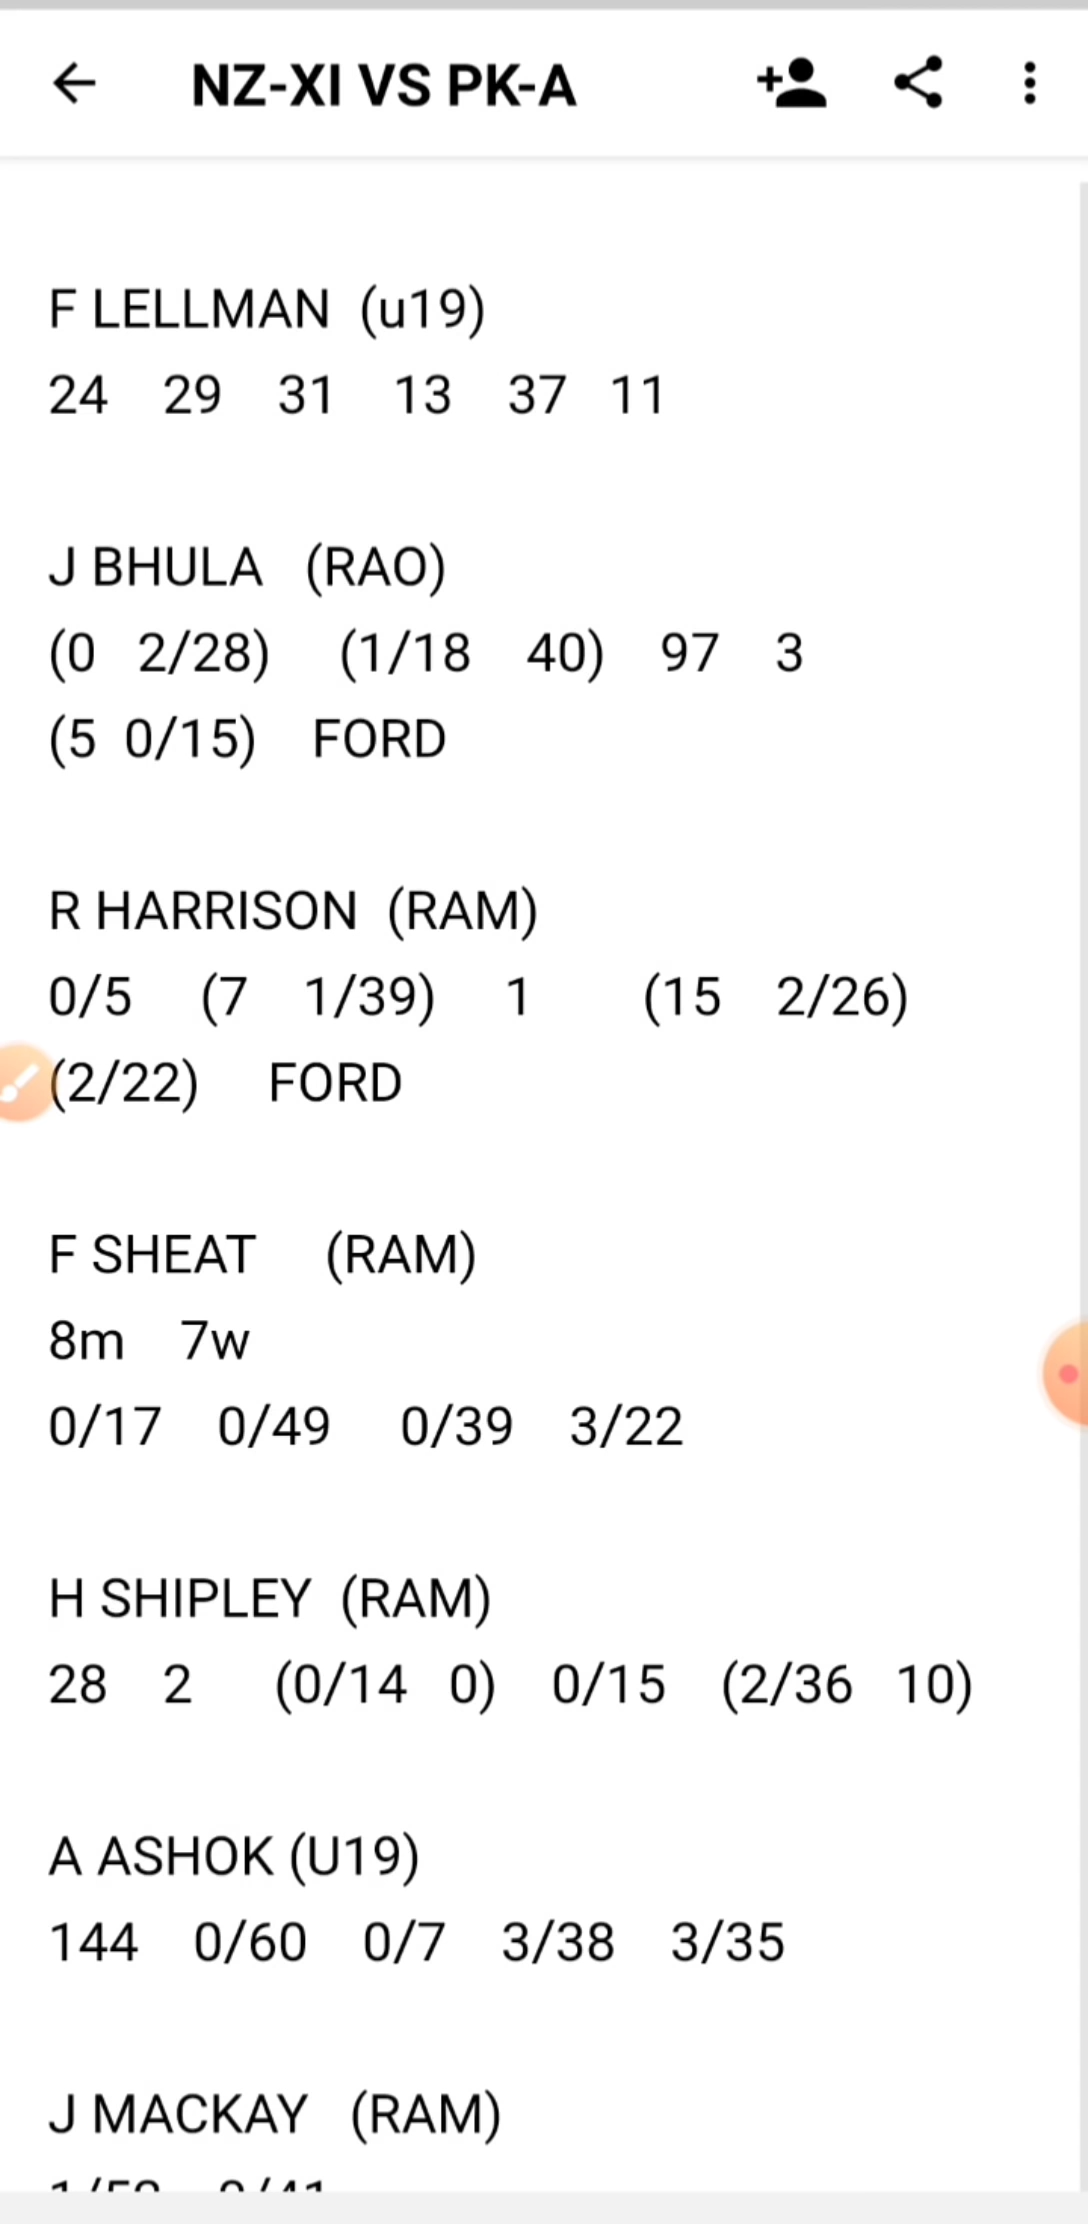 NZ-XI VS PK-A
F LELLMAN (u19)
24 29 31 13 37 11
J BHULA (RAO)
(0 2/28) (1/18 40) 97 3
(5 0/15) FORD
R HARRISON (RAM)
0/5 (7 1/39) 1 (15 2/26)
(2/22) FORD
F SHEAT (RAM)
8m 7w
0/17 0/49 0/39 3/22
H SHIPLEY (RAM)
28 2 (0/14 0) 0/15 (2/36 10)
A ASHOK (U19)
144 0/60 0/7 3/38 3/35
J MACKAY (RAM)